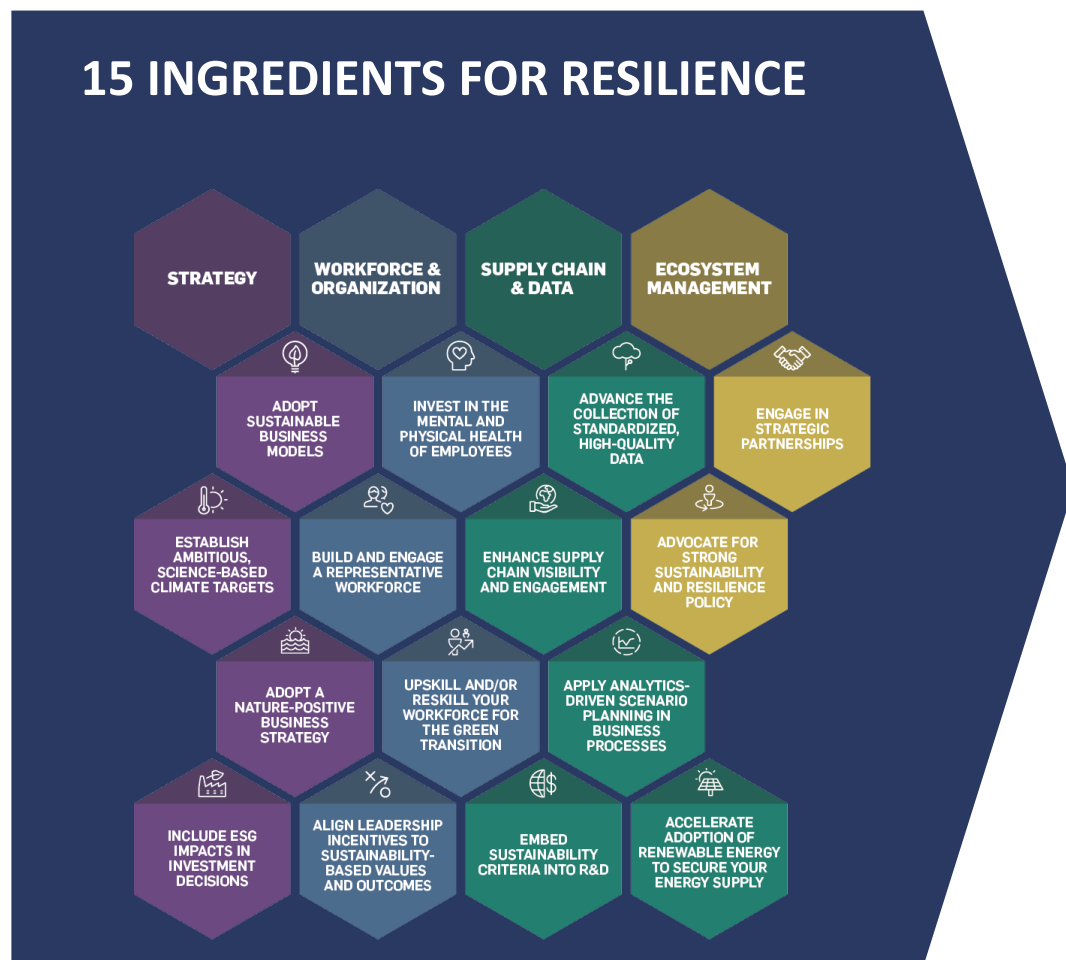 15 INGREDIENTS FOR RESILIENCE
STRATEGY
WORKFORCE &
ORGANIZATION
SUPPLY CHAIN
& DATA
ECOSYSTEM
MANAGEMENT
ADOPT
SUSTAINABLE
BUSINESS
MODELS
INVEST IN THE
MENTAL AND
PHYSICAL HEALTH
OF EMPLOYEES
ADVANCE THE
COLLECTION OF
STANDARDIZED,
HIGH-QUALITY
DATA
ENGAGE IN
STRATEGIC
PARTNERSHIPS
ESTABLISH
AMBITIOUS,
SCIENCE-BASED
CLIMATE TARGETS
BUILD AND ENGAGE
A REPRESENTATIVE
WORKFORCE
ENHANCE SUPPLY
CHAIN VISIBILITY
AND ENGAGEMENT
ADVOCATE FOR
STRONG
SUSTAINABILITY
AND RESILIENCE
POLICY
ADOPT A
NATURE-POSITIVE
BUSINESS
STRATEGY
UPSKILL AND/OR
RESKILL YOUR
WORKFORCE FOR
THE GREEN
TRANSITION
APPLY ANALYTICS-
DRIVEN SCENARIO
PLANNING IN
BUSINESS
PROCESSES
INCLUDE ESG
IMPACTS IN
INVESTMENT
DECISIONS
ALIGN LEADERSHIP
INCENTIVES TO
SUSTAINABILITY-
BASED VALUES
AND OUTCOMES
$
EMBED
SUSTAINABILITY
CRITERIA INTO R&D
ACCELERATE
ADOPTION OF
RENEWABLE ENERGY
TO SECURE YOUR
ENERGY SUPPLY